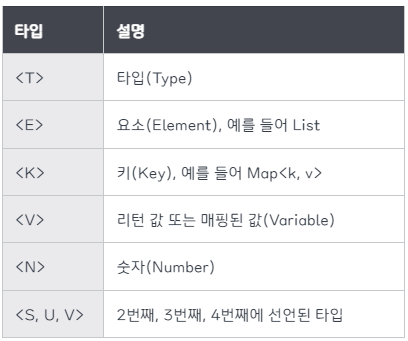 타입 설명
<T> 타입(Type)
<E> 요소(Element), 예를 들어 List
<K> 키(Key), 예를 들어 Map<k, v>
<V> 리턴 값 또는 매핑된 값(Variable)
<N> 숫자(Number)
<S, U, V> 2번째, 3번째, 4번째에 선언된 타입